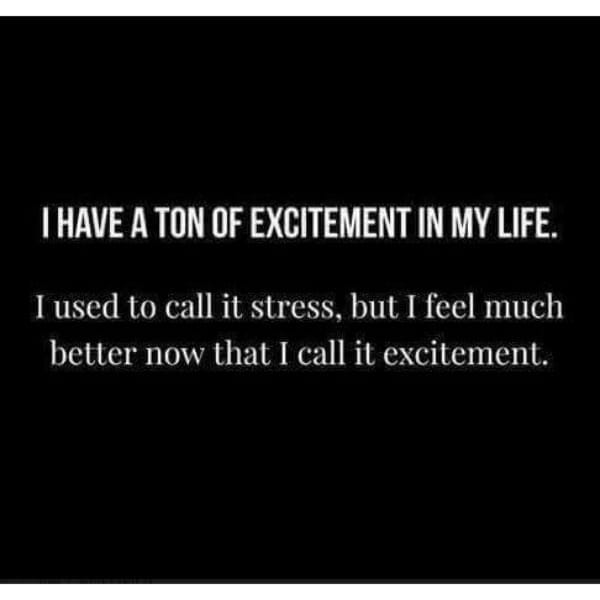 I HAVE A TON OF EXCITEMENT IN MY LIFE.
I used to call it stress, but I feel much
better now that I call it excitement.